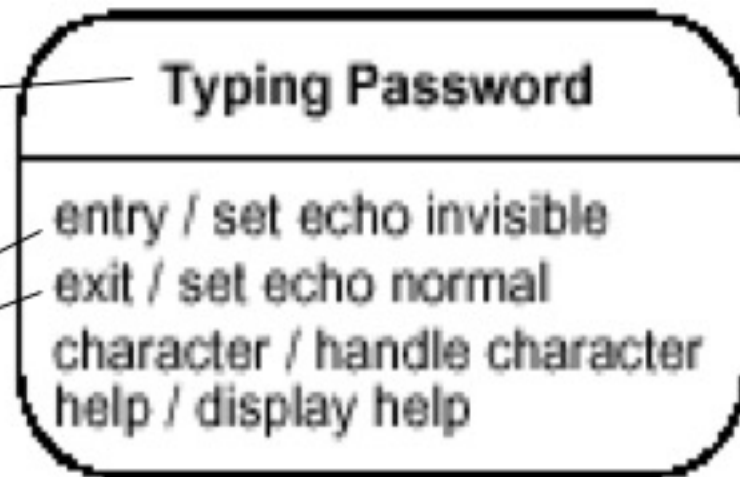 Typing Password
entry / set echo invisible
exit / set echo normal
character / handle character
help / display help